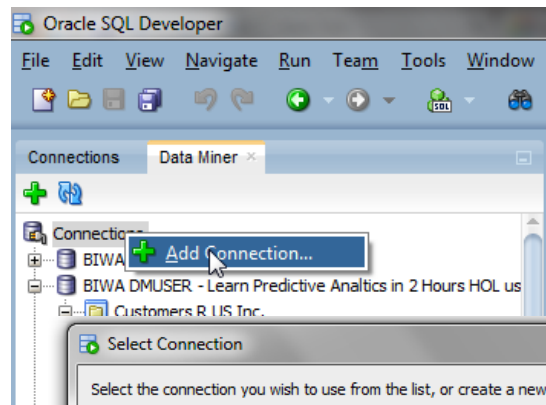 Oracle SQL Developer
File Edit View Navigate Run Team Tools Window
SQL
Connections Data Miner
Connections
Add Connection...
BIWA
BIWA DMUSER - Learn Predictive Analtics in 2 Hours HOL us
Customers R US Inc.
Select Connection
Select the connection you wish to use from the list, or create a new